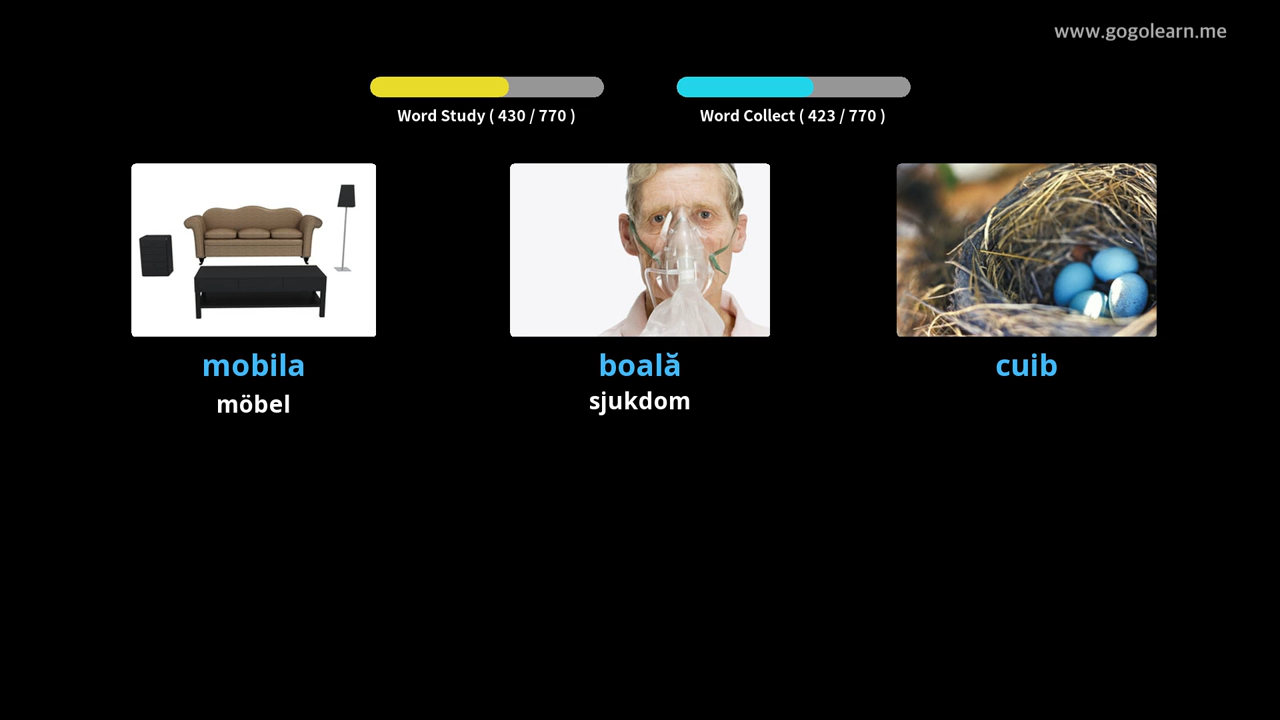 www.gogolearn.me
Word Study ( 430 / 770 )
Word Collect ( 423 / 770 )
mobila
boală
cuib
möbel
sjukdom